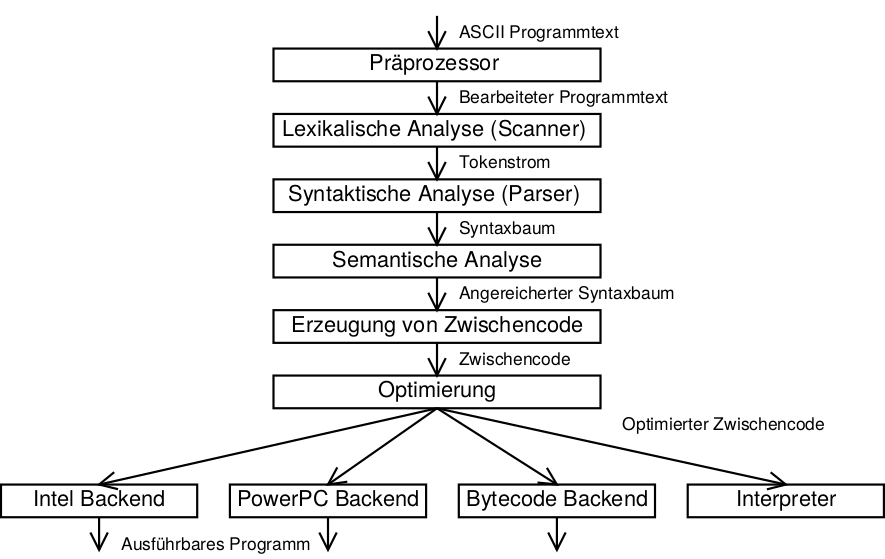 ASCII Programmtext
Präprozessor
Bearbeiteter Programmtext
Lexikalische Analyse (Scanner)
Tokenstrom
Syntaktische Analyse (Parser)
Syntaxbaum
Semantische Analyse
Angereicherter Syntaxbaum
Erzeugung von Zwischencode
Zwischencode
Optimierung
Optimierter Zwischencode
Intel Backend
PowerPC Backend
Bytecode Backend
Interpreter
Ausführbares Programm